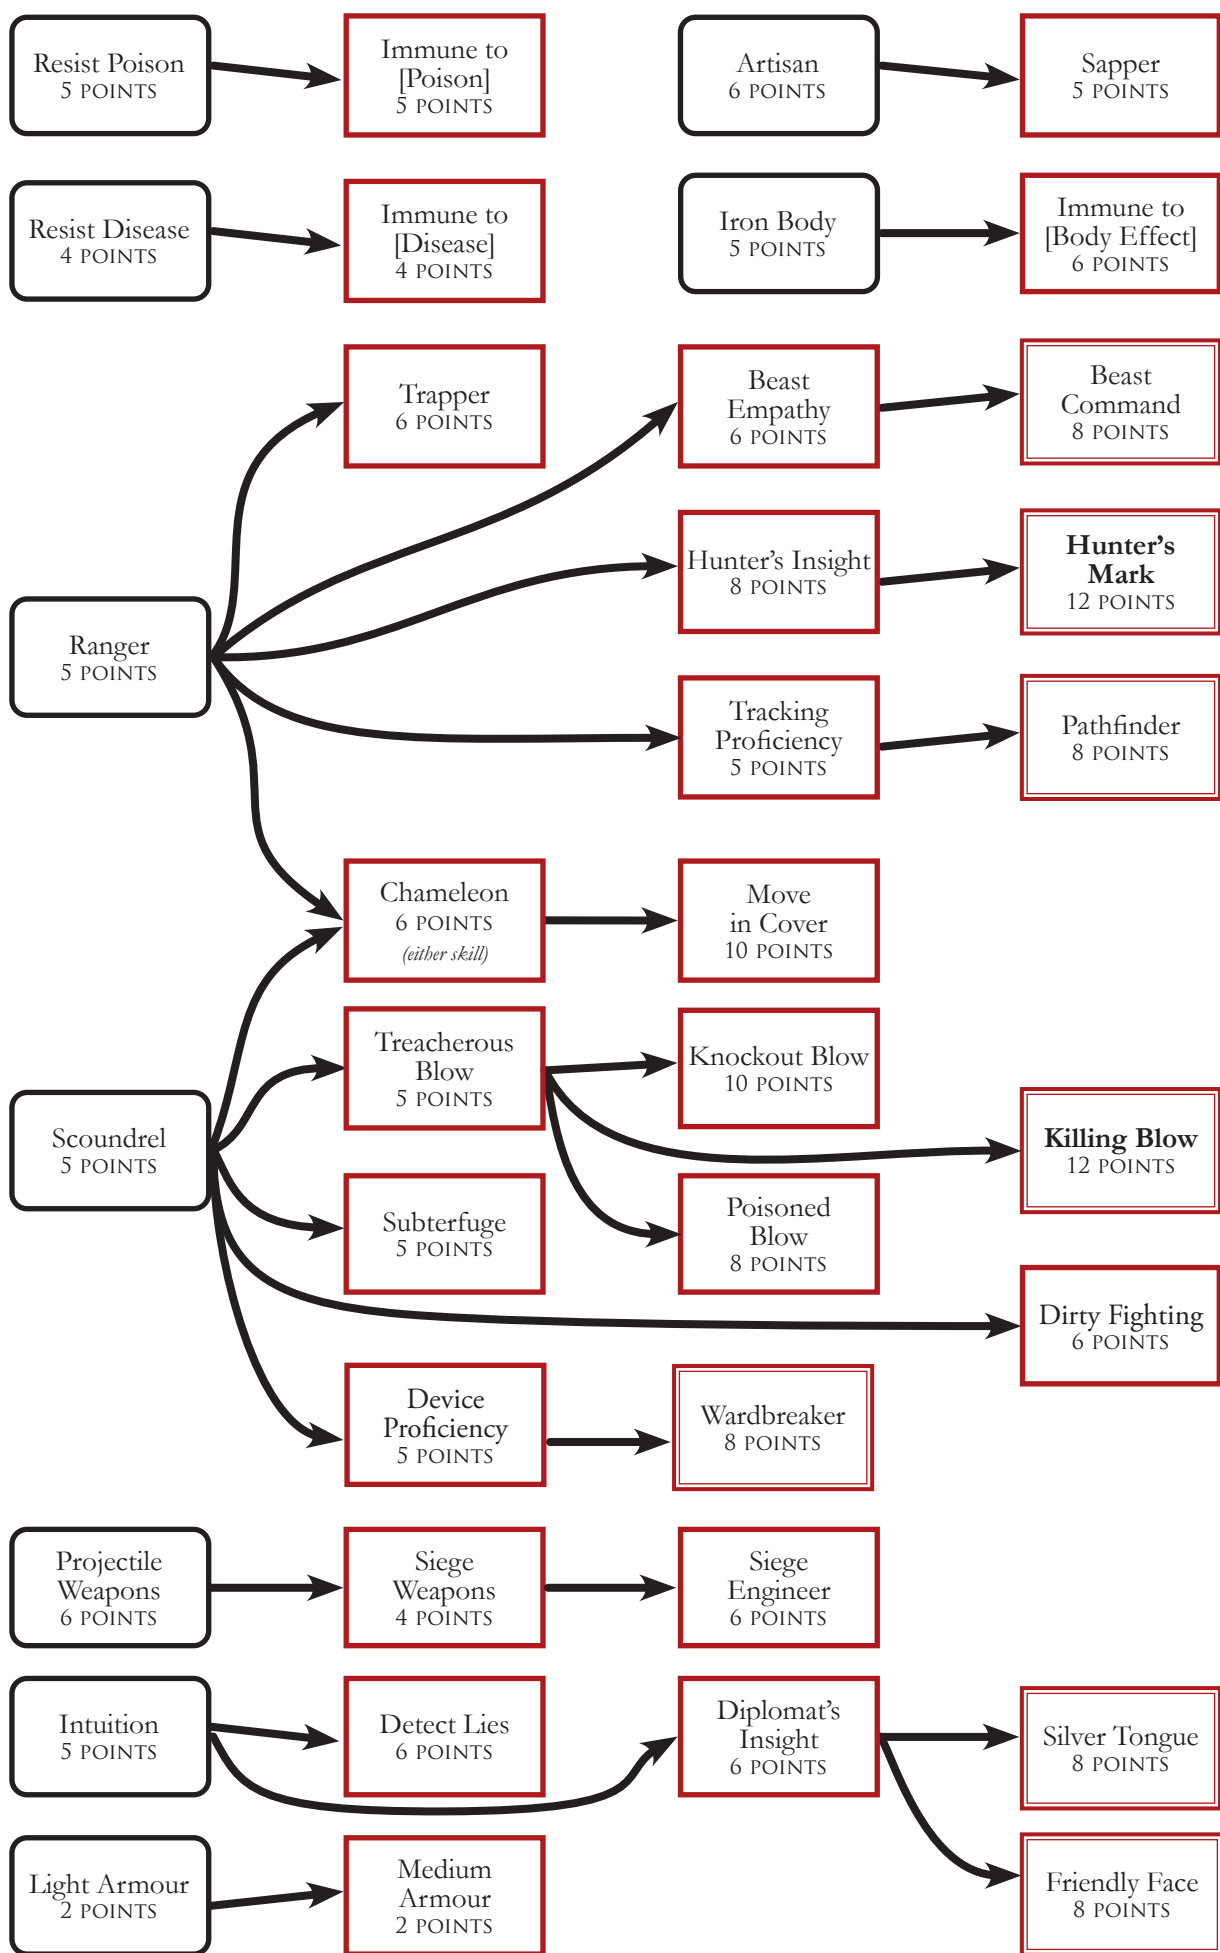 Resist Poison
5 POINTS
Immune to
[Poison]
5 POINTS
Artisan
6 POINTS
Sapper
5 POINTS
Resist Disease
4 POINTS
Immune to
[Disease]
4 POINTS
Iron Body
5 POINTS
Immune to
[Body Effect]
6 POINTS
Trapper
6 POINTS
Beast
Empathy
6 POINTS
Beast
Command
8 POINTS
Hunter's Insight
8 POINTS
Hunter's
Mark
12 POINTS
Ranger
5 POINTS
Tracking
Proficiency
5 POINTS
Pathfinder
8 POINTS
Chameleon
6 POINTS
(either skill)
Move
in Cover
10 POINTS
Treacherous
Blow
5 POINTS
Knockout Blow
10 POINTS
Scoundrel
5 POINTS
Killing Blow
12 POINTS
Subterfuge
5 POINTS
Poisoned
Blow
8 POINTS
Dirty Fighting
6 POINTS
Device
Proficiency
5 POINTS
Wardbreaker
8 POINTS
Projectile
Weapons
6 POINTS
Siege
Weapons
4 POINTS
Siege
Engineer
6 POINTS
Intuition
5 POINTS
Detect Lies
6 POINTS
Diplomat's
Insight
6 POINTS
Silver Tongue
8 POINTS
Light Armour
2 POINTS
Medium
Armour
2 POINTS
Friendly Face
8 POINTS